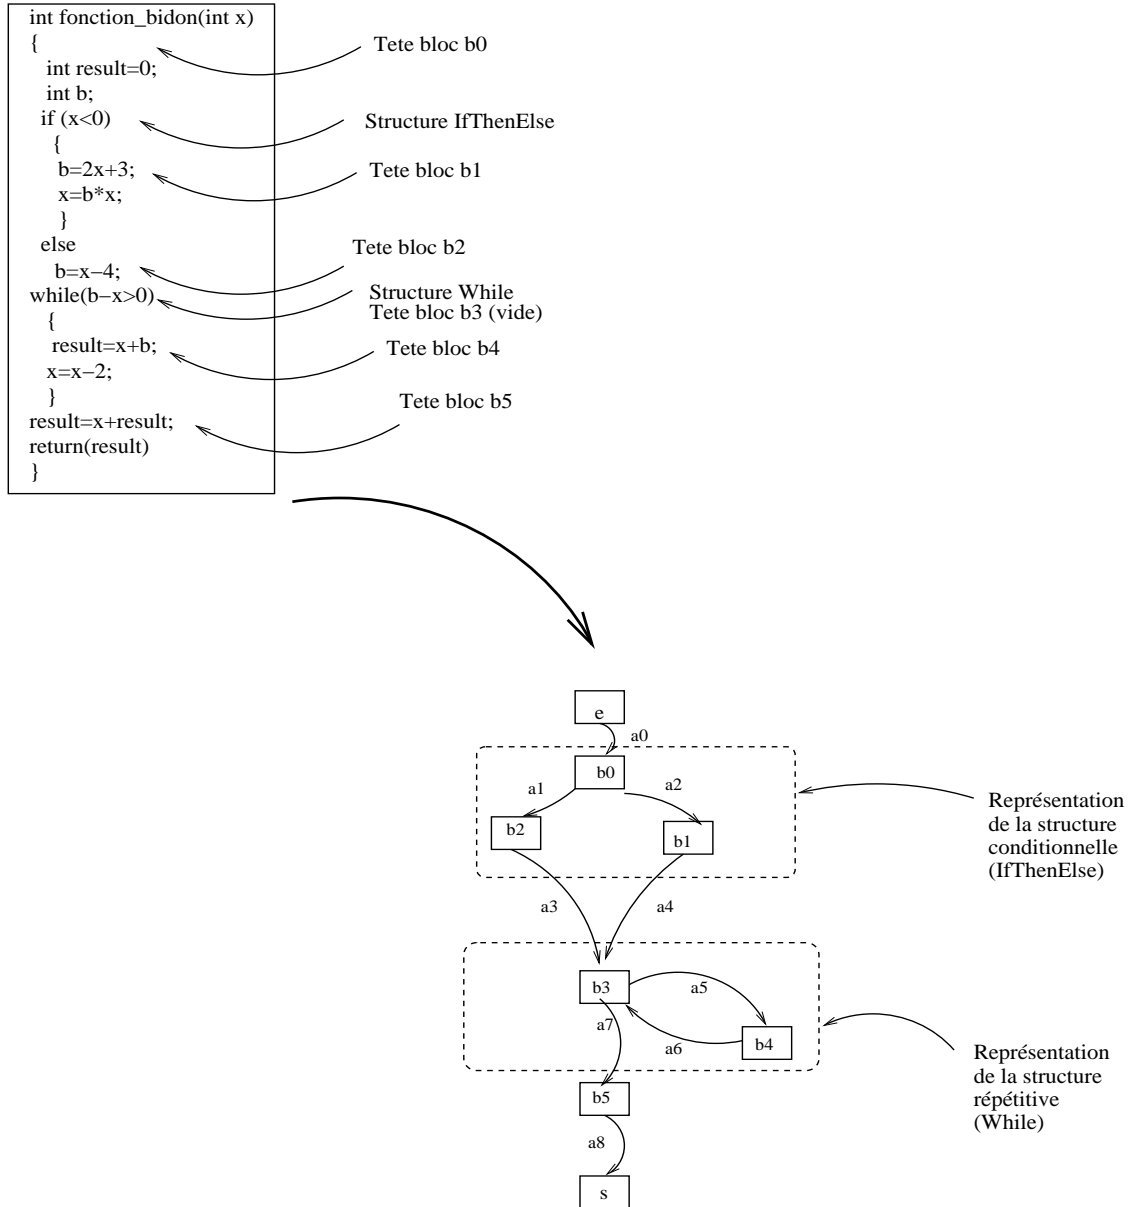 int fonction_bidon(int x)
{
int result=0;
int b;
if (x<0)
{
b=2x+3;
x=b*x;
}
else
b=x−4;
while(b−x>0)
{
result=x+b;
x=x−2;
}
result=x+result;
return(result)
}
Tete bloc b0
Structure IfThenElse
Tete bloc b1
Tete bloc b2
Structure While
Tete bloc b3 (vide)
Tete bloc b4
Tete bloc b5
e
a0
b0
a1
a2
b2
b1
a3
a4
b3
a5
a7
a6
b4
b5
a8
s
Représentation
de la structure
conditionnelle
(IfThenElse)
Représentation
de la structure
répétitive
(While)